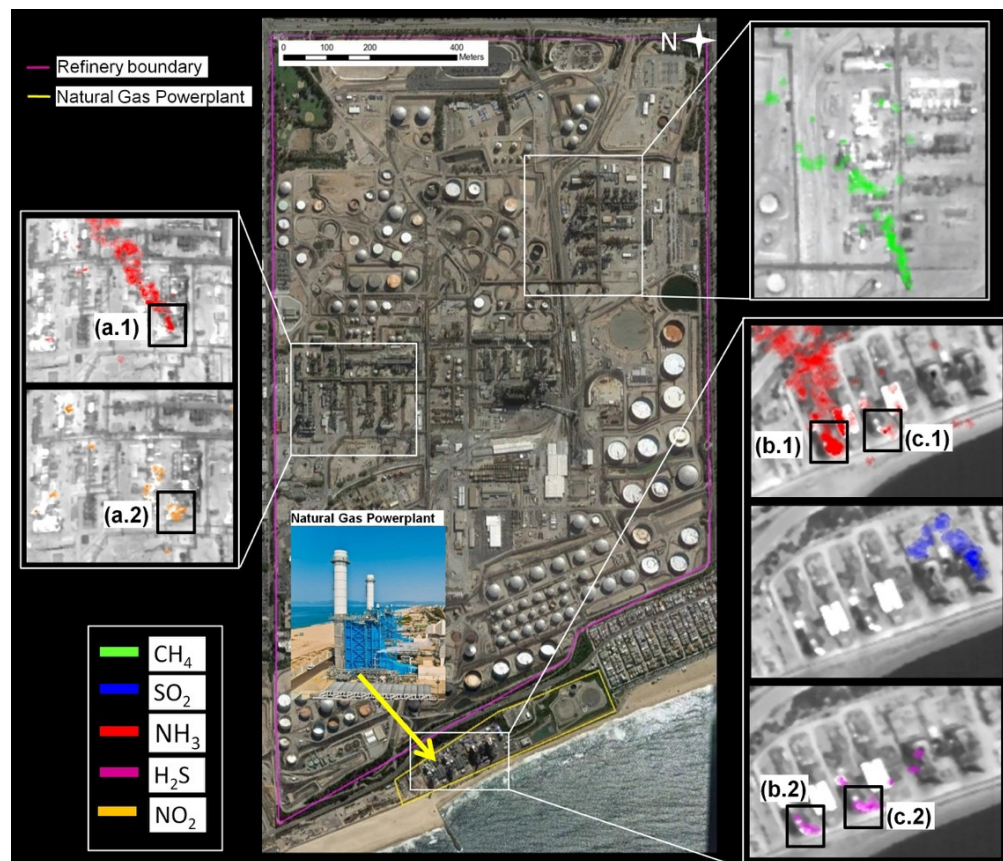 Refinery boundary
Natural Gas Powerplant
0 100 200 400
Meters
N
(a.1)
(a.2)
(b.1)
(c.1)
(b.2)
(c.2)
Natural Gas Powerplant
CH₄
SO₂
NH₃
H₂S
NO₂